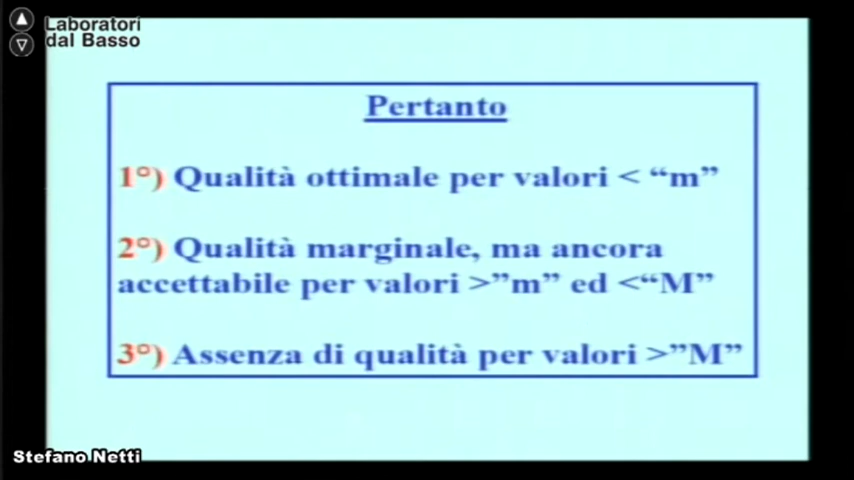 Laboratori
dal Basso
Pertanto
1°) Qualità ottimale per valori < “m”
2°) Qualità marginale, ma ancora
accettabile per valori >”m” ed <“M”
3°) Assenza di qualità per valori >”M”
Stefano Netti